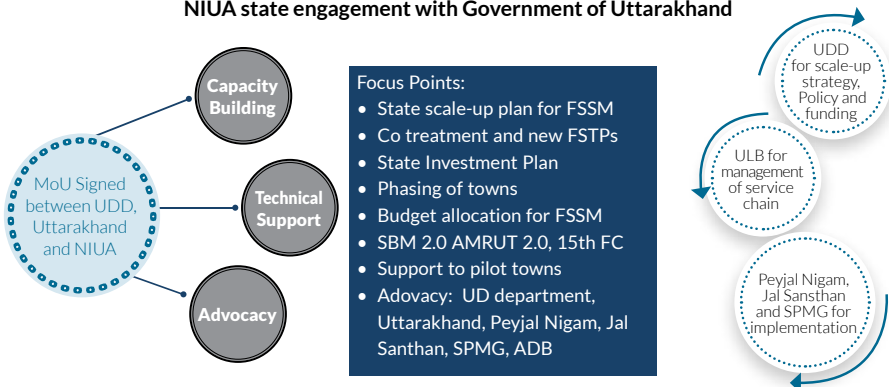 NIUA state engagement with Government of Uttarakhand
MoU Signed
between UDD,
Uttarakhand
and NIUA
Capacity
Building
Technical
Support
Advocacy
Focus Points:
• State scale-up plan for FSSM
• Co treatment and new FSTPs
• State Investment Plan
• Phasing of towns
• Budget allocation for FSSM
• SBM 2.0 AMRUT 2.0, 15th FC
• Support to pilot towns
• Adovacy: UD department,
Uttarakhand, Peyjal Nigam, Jal
Santhan, SPMG, ADB
UDD
for scale-up
strategy,
Policy and
funding
ULB for
management
of service
chain
Peyjal Nigam,
Jal Sansthan
and SPMG for
implementation